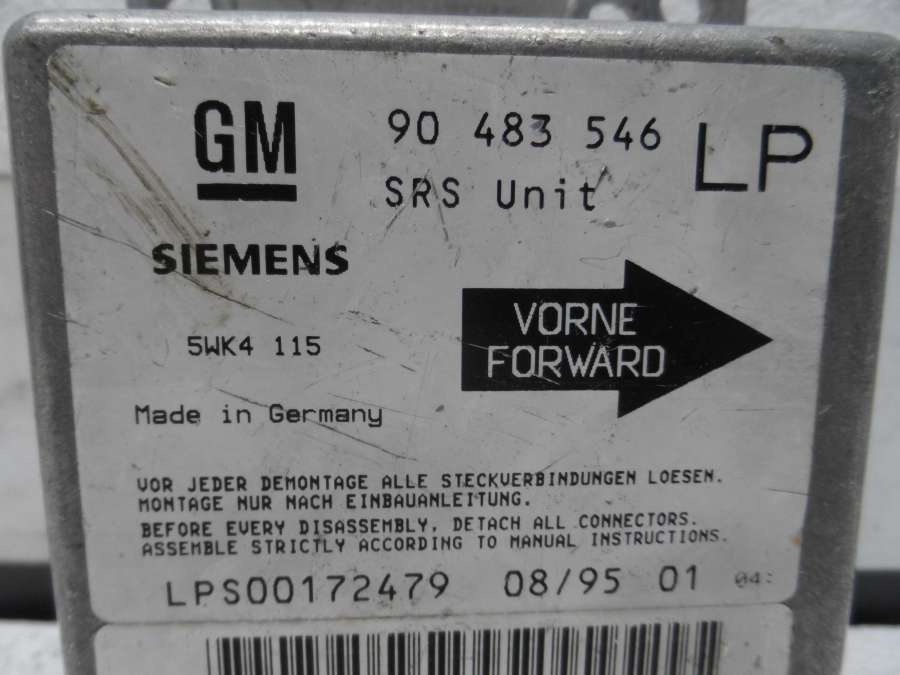 GM
90 483 546
LP
SRS Unit
SIEMENS
VORNE
FORWARD
5WK4 115
Made in Germany
VOR JEDER DEMONTAGE ALLE STECKVERBINDUNGEN LOESEN.
MONTAGE NUR NACH EINBAUANLEITUNG.
BEFORE EVERY DISASSEMBLY, DETACH ALL CONNECTORS.
ASSEMBLE STRICTLY ACCORDING TO MANUAL INSTRUCTIONS.
LPS00172479 08/95 01